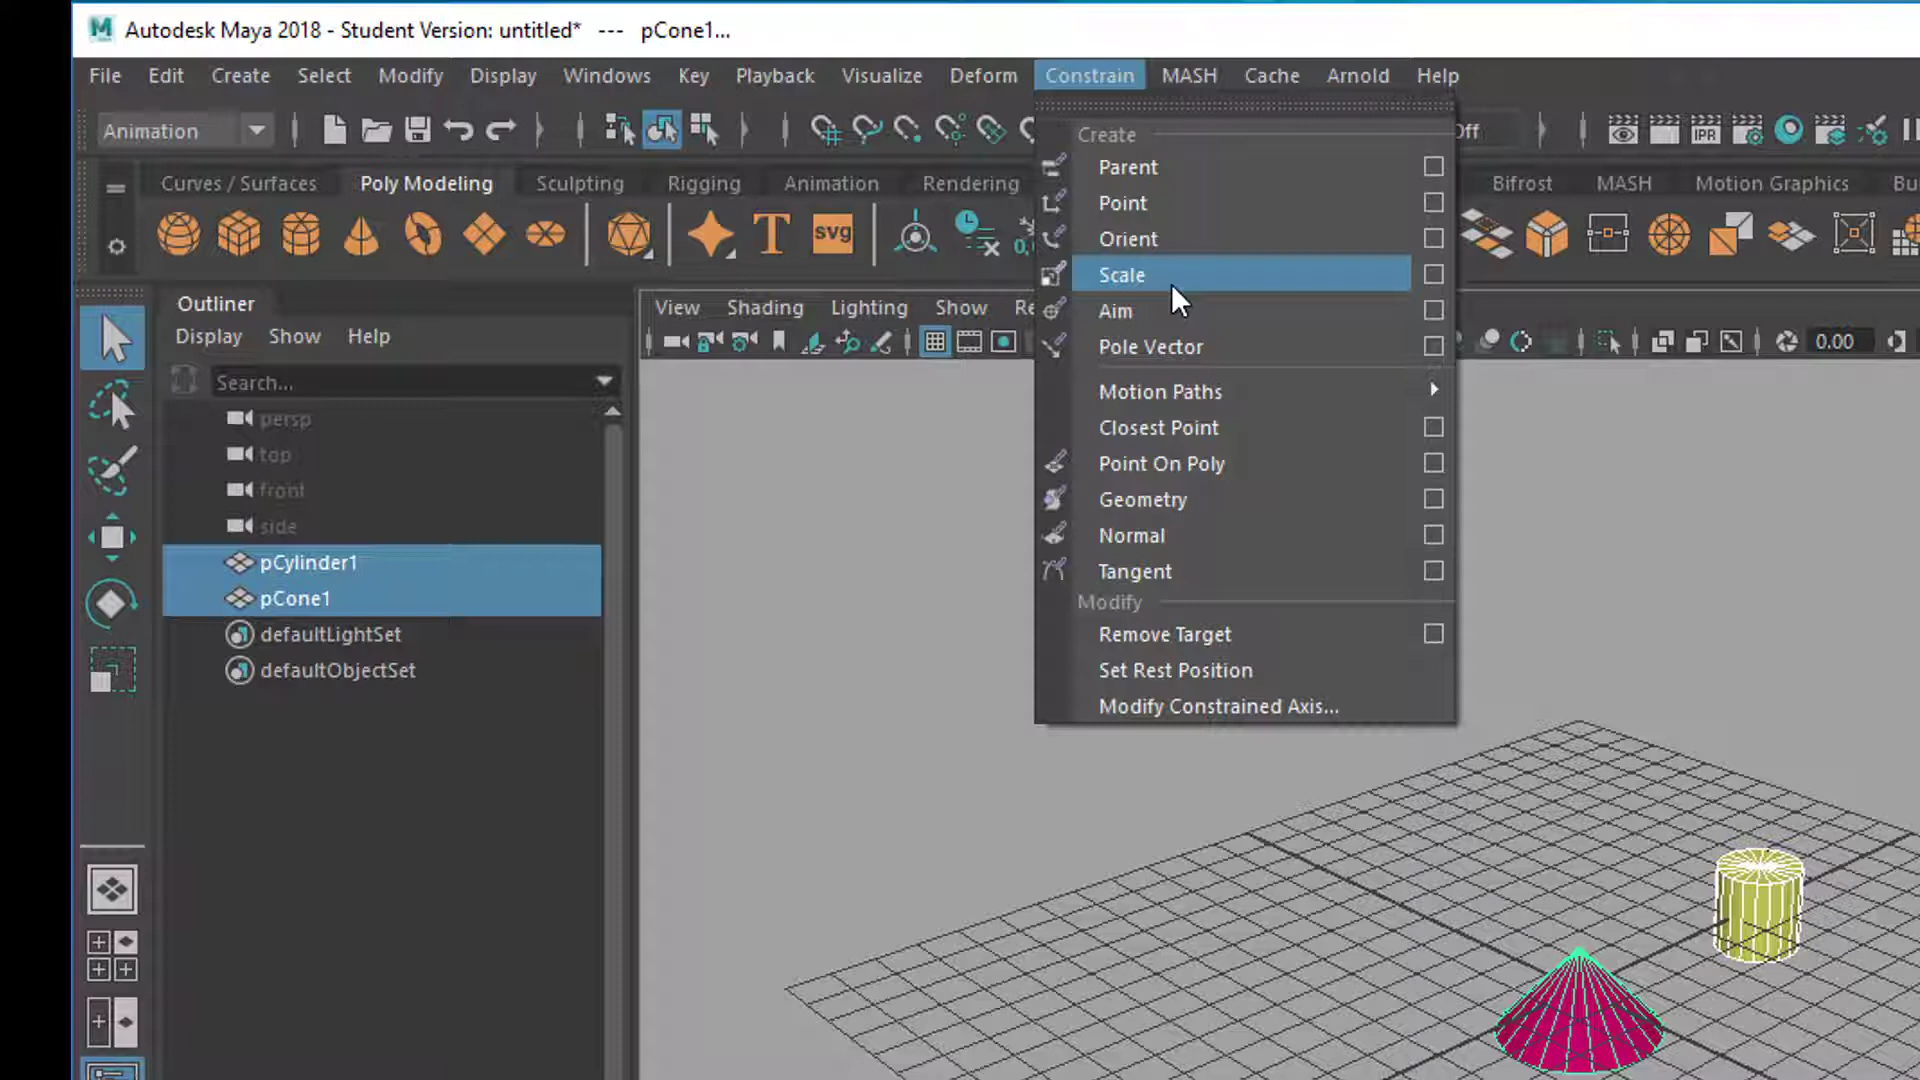 Autodesk Maya 2018 - Student Version: untitled* --- pCone1...
File Edit Create Select Modify Display Windows Key Playback Visualize Deform Constrain MASH Cache Arnold Help
Animation
IPR
Curves / Surfaces Poly Modeling Sculpting Rigging Animation Rendering Bifrost MASH Motion Graphics
T svg
Outliner
Display Show Help
Search...
persp
top
front
side
pCylinder1
pCone1
defaultLightSet
defaultObjectSet
View Shading Lighting Show
0.00
Create
Parent
Point
Orient
Scale
Aim
Pole Vector
Motion Paths
Closest Point
Point On Poly
Geometry
Normal
Tangent
Modify
Remove Target
Set Rest Position
Modify Constrained Axis...